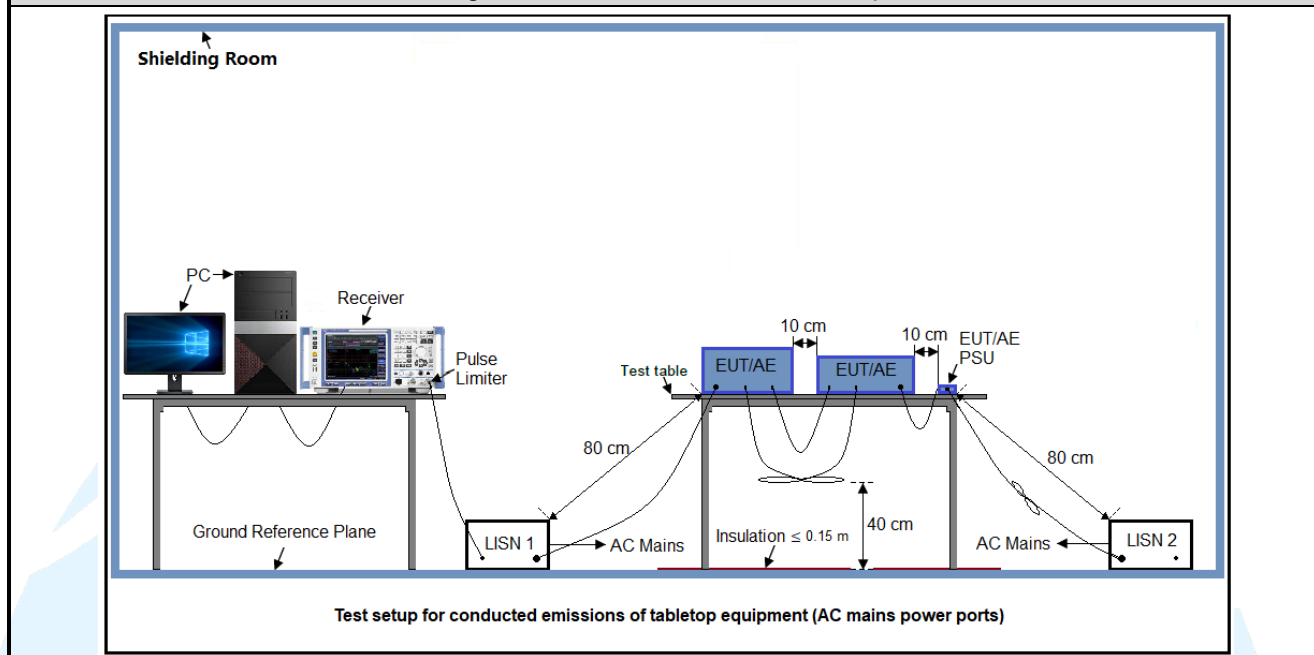 Shielding Room
PC
Receiver
Pulse
Limiter
Test table
10 cm
10 cm
EUT/AE
PSU
EUT/AE
EUT/AE
80 cm
80 cm
40 cm
Ground Reference Plane
LISN 1
AC Mains
Insulation ≤ 0.15 m
AC Mains
LISN 2
Test setup for conducted emissions of tabletop equipment (AC mains power ports)